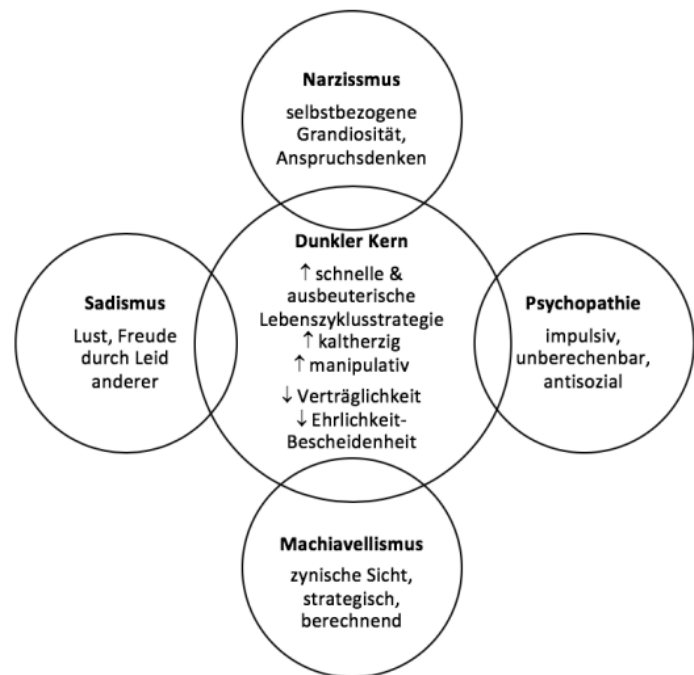 Narzissmus
selbstbezogene
Grandiosität,
Anspruchsdenken
Dunkler Kern
↑ schnelle &
ausbeuterische
Lebenszyklusstrategie
↑ kaltherzig
↑ manipulativ
↓ Verträglichkeit
↓ Ehrlichkeit-
Bescheidenheit
Sadismus
Lust, Freude
durch Leid
anderer
Psychopathie
impulsiv,
unberechenbar,
antisozial
Machiavellismus
zynische Sicht,
strategisch,
berechnend